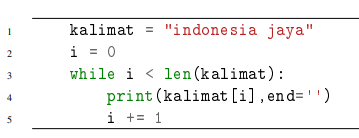 1 kalimat = "indonesia jaya"
2 i = 0
3 while i < len(kalimat):
4     print(kalimat[i],end='')
5     i += 1